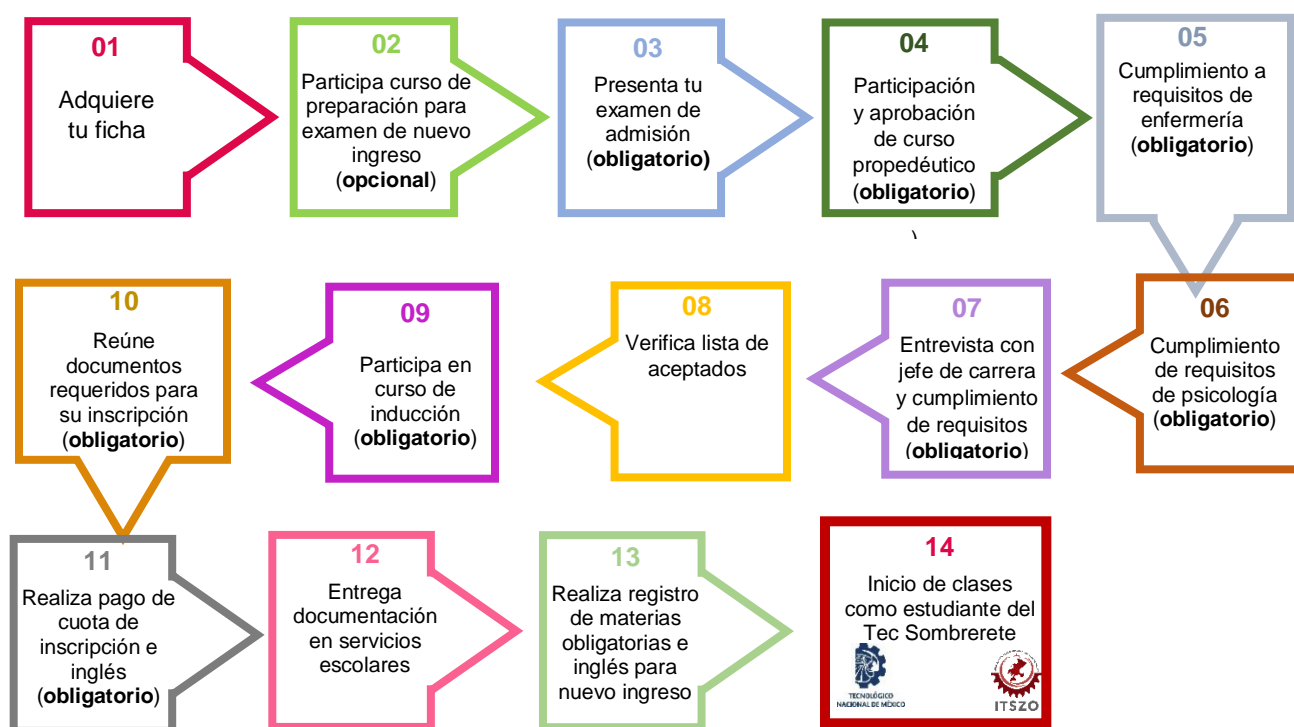 01
Adquiere
tu ficha
02
Participa curso de
preparación para
examen de nuevo
ingreso
(opcional)
03
Presenta tu
examen de
admisión
(obligatorio)
04
Participación
y aprobación
de curso
propedéutico
(obligatorio)
05
Cumplimiento a
requisitos de
enfermería
(obligatorio)
06
Cumplimiento
de requisitos
de psicología
(obligatorio)
07
Entrevista con
jefe de carrera
y cumplimiento
de requisitos
(obligatorio)
08
Verifica lista de
aceptados
09
Participa en
curso de
inducción
(obligatorio)
10
Reúne
documentos
requeridos para
su inscripción
(obligatorio)
11
Realiza pago de
cuota de
inscripción e
inglés
(obligatorio)
12
Entrega
documentación
en servicios
escolares
13
Realiza registro
de materias
obligatorias e
inglés para
nuevo ingreso
14
Inicio de clases
como estudiante del
Tec Sombrerete
TECNOLÓGICO
NACIONAL DE MÉXICO
ITSZO